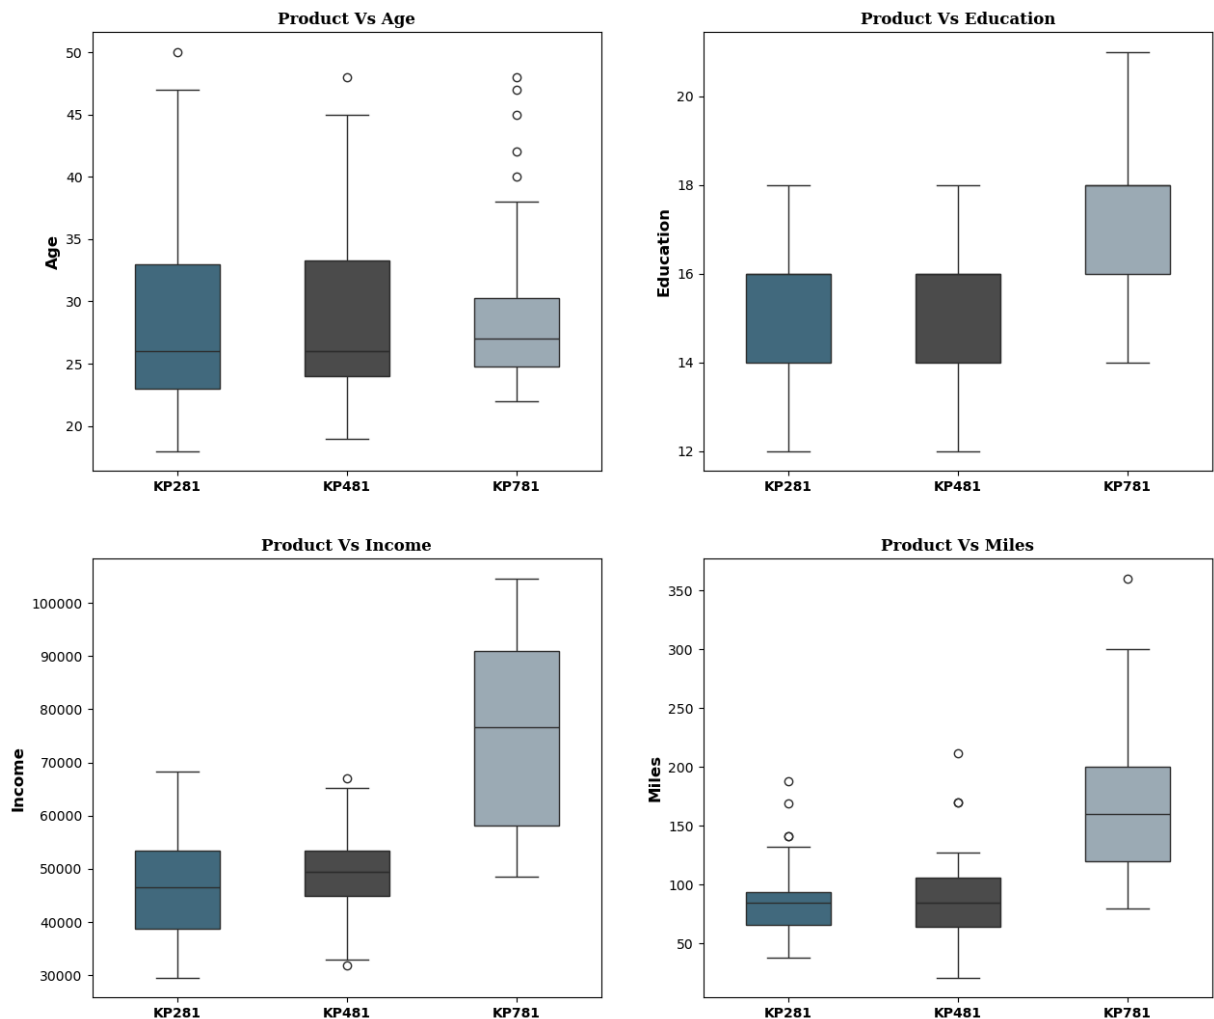 Product Vs Age
50
45
40
35
30
25
20
Age
KP281 KP481 KP781
Product Vs Education
20
18
16
14
12
Education
KP281 KP481 KP781
Product Vs Income
100000
90000
80000
70000
60000
50000
40000
30000
Income
KP281 KP481 KP781
Product Vs Miles
350
300
250
200
150
100
50
Miles
KP281 KP481 KP781